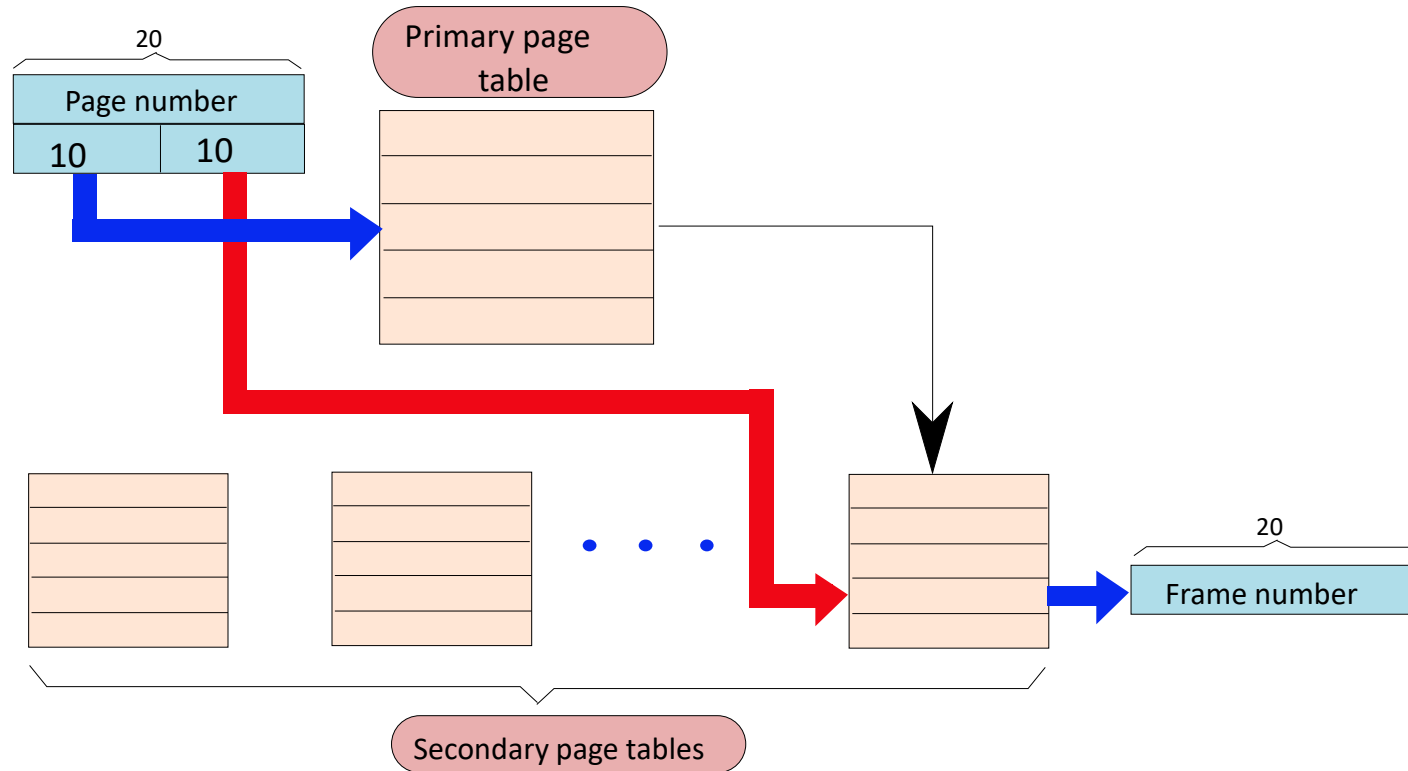 20
Page number
10 10
Primary page
table
20
Frame number
Secondary page tables